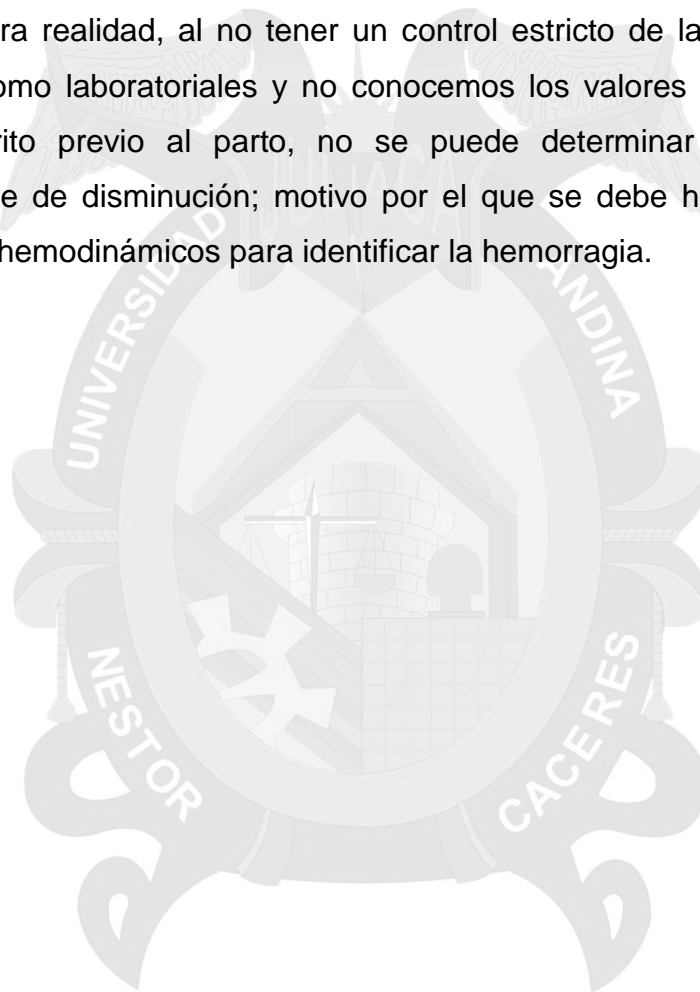 ra realidad, al no tener un control estricto de la
omo laboratoriales y no conocemos los valores
rito previo al parto, no se puede determinar
e de disminución; motivo por el que se debe h
hemodinámicos para identificar la hemorragia.
JULIACA
UNIVERSIDAD
ANDINA
NESTOR
CACERES